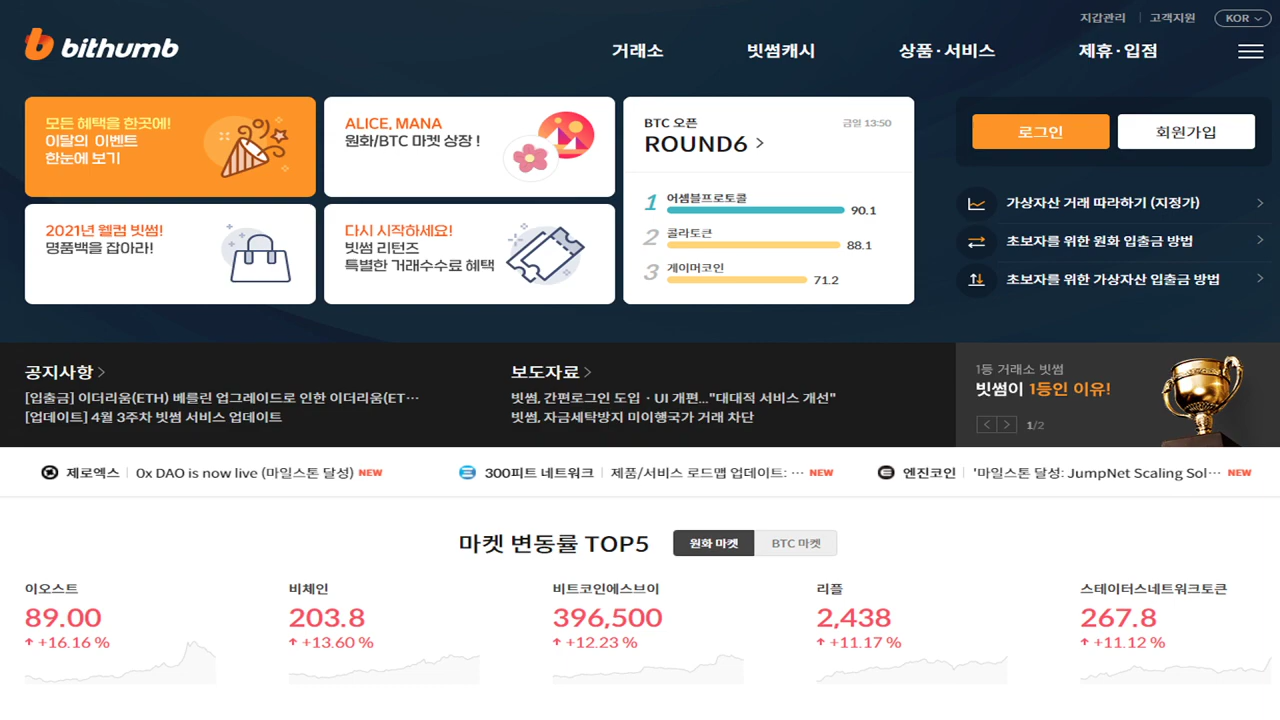 지갑관리
고객지원
KOR
bithumb
거래소
빗썸캐시
상품·서비스
제휴·입점
모든 혜택을 한곳에!
이달의 이벤트
한눈에 보기
ALICE, MANA
원화/BTC 마켓 상장 !
2021년 웰컴 빗썸!
명품백을 잡아라!
다시 시작하세요!
빗썸 리턴즈
특별한 거래수수료 혜택
BTC 오픈
금일 13:50
ROUND6 >
1 어셈블프로토콜
90.1
2 콜라토큰
88.1
3 게이머코인
71.2
로그인
회원가입
가상자산 거래 따라하기 (지정가) >
초보자를 위한 원화 입출금 방법 >
초보자를 위한 가상자산 입출금 방법 >
공지사항 >
[입출금] 이더리움(ETH) 베를린 업그레이드로 인한 이더리움(ET…
[업데이트] 4월 3주차 빗썸 서비스 업데이트
보도자료 >
빗썸, 간편로그인 도입ㆍUI 개편..."대대적 서비스 개선"
빗썸, 자금세탁방지 미이행국가 거래 차단
1등 거래소 빗썸
빗썸이 1등인 이유!
< > 1/2
제로엑스 | 0x DAO is now live (마일스톤 달성) NEW
300피트 네트워크 | 제품/서비스 로드맵 업데이트: … NEW
엔진코인 | '마일스톤 달성: JumpNet Scaling Sol… NEW
마켓 변동률 TOP5
원화 마켓
BTC 마켓
이오스트
89.00
↑ +16.16 %
비체인
203.8
↑ +13.60 %
비트코인에스브이
396,500
↑ +12.23 %
리플
2,438
↑ +11.17 %
스테이터스네트워크토큰
267.8
↑ +11.12 %